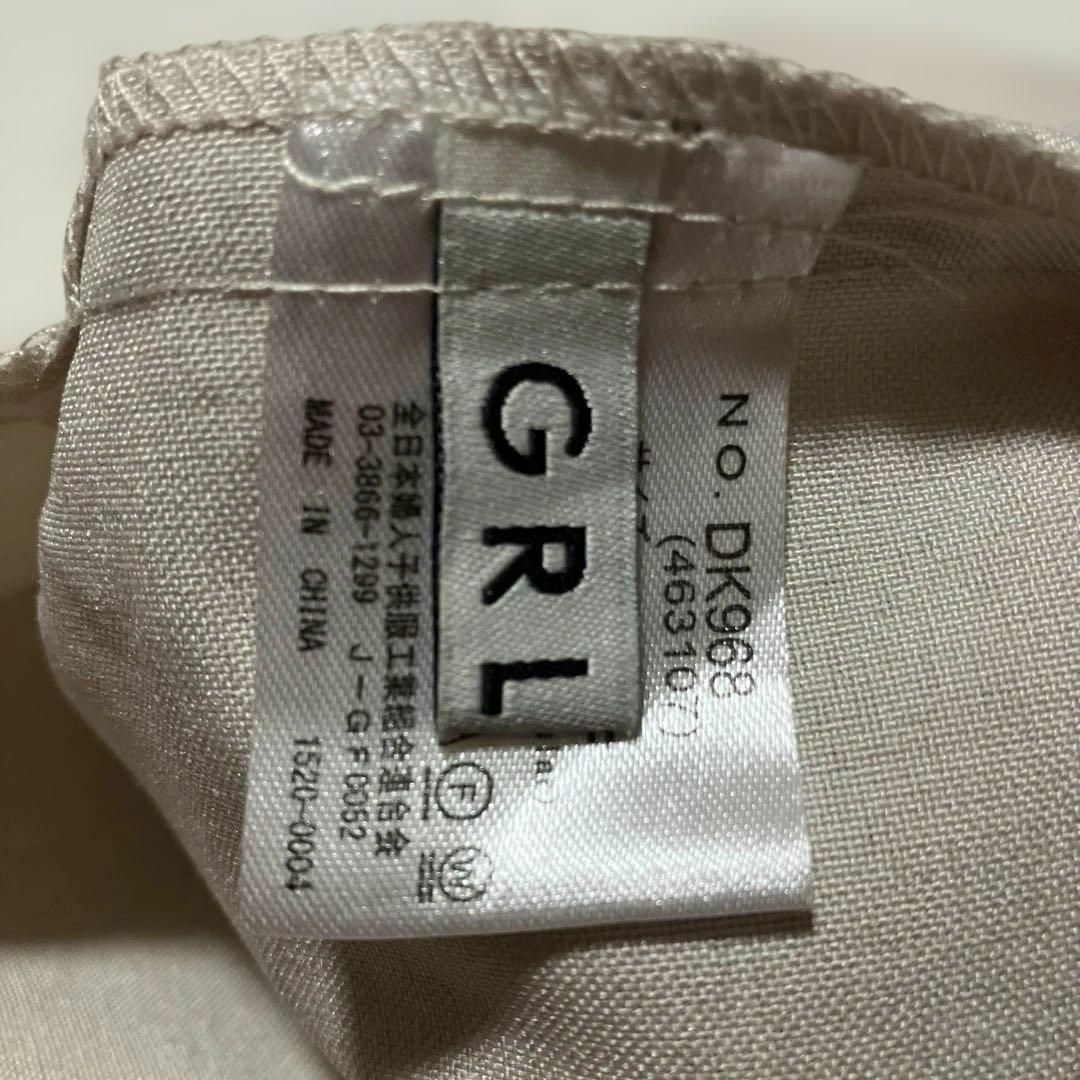 GRL
No. DK968
(463107)
全日本婦人子供服工業組合連合会
03-3866-1299 J-GF0052
MADE IN CHINA 1520-0004
F
W